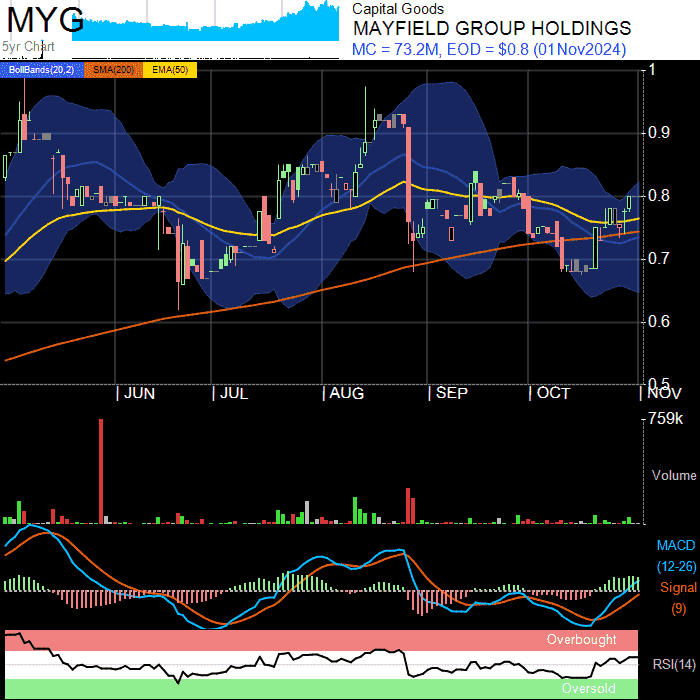 MYG
5yr Chart
Capital Goods
MAYFIELD GROUP HOLDINGS
MC = 73.2M, EOD = $0.8 (01Nov2024)
BollBands(20,2) SMA(200) EMA(50)
1
0.9
0.8
0.7
0.6
0.5
JUN JUL AUG SEP OCT NOV
759k
Volume
MACD
(12-26)
Signal
(9)
Overbought
RSI(14)
Oversold